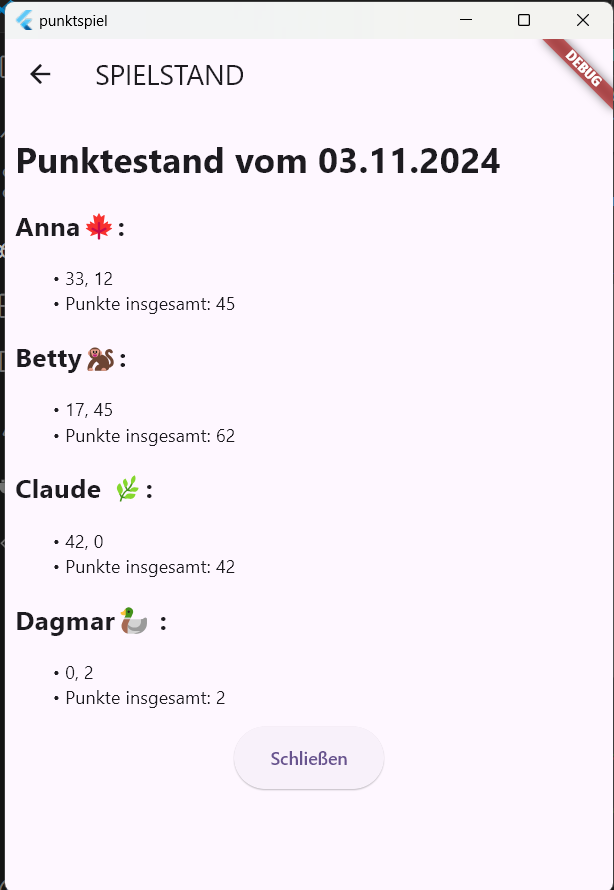 punktspiel
SPIELSTAND
DEBUG
Punktestand vom 03.11.2024
Anna🍁:
• 33, 12
• Punkte insgesamt: 45
Betty🐒:
• 17, 45
• Punkte insgesamt: 62
Claude 🌿:
• 42, 0
• Punkte insgesamt: 42
Dagmar🦆 :
• 0, 2
• Punkte insgesamt: 2
Schließen